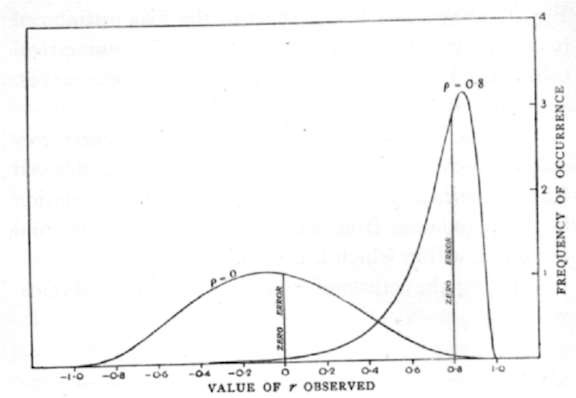 4
ρ=0·8
3
2
FREQUENCY OF OCCURRENCE
ρ=0
1
ZERO ERROR
ZERO ERROR
-1·0 -0·8 -0·6 -0·4 -0·2 0 0·2 0·4 0·6 0·8 1·0
VALUE OF r OBSERVED